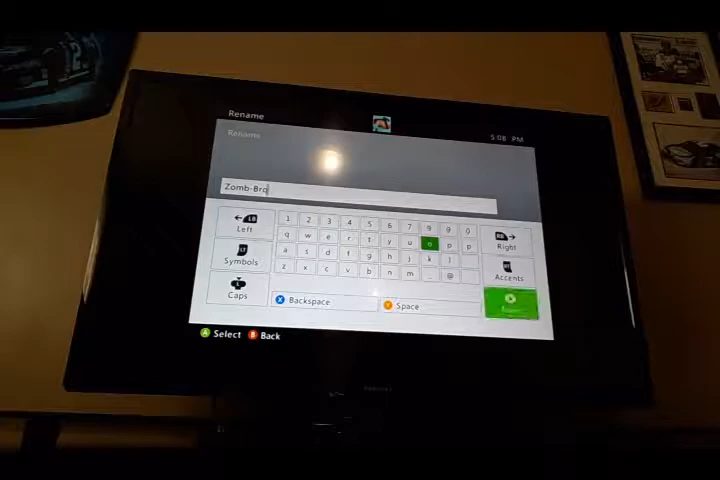 Rename
5:08 PM
Rename
Zomb-Bro
LB
Left
1 2 3 4 5 6 7 8 9 0
q w e r t y u o p p
a s d f g h j k l
z x c v b n m _ @
RB
Right
Symbols
Accents
Caps
X Backspace
Y Space
A Select B Back